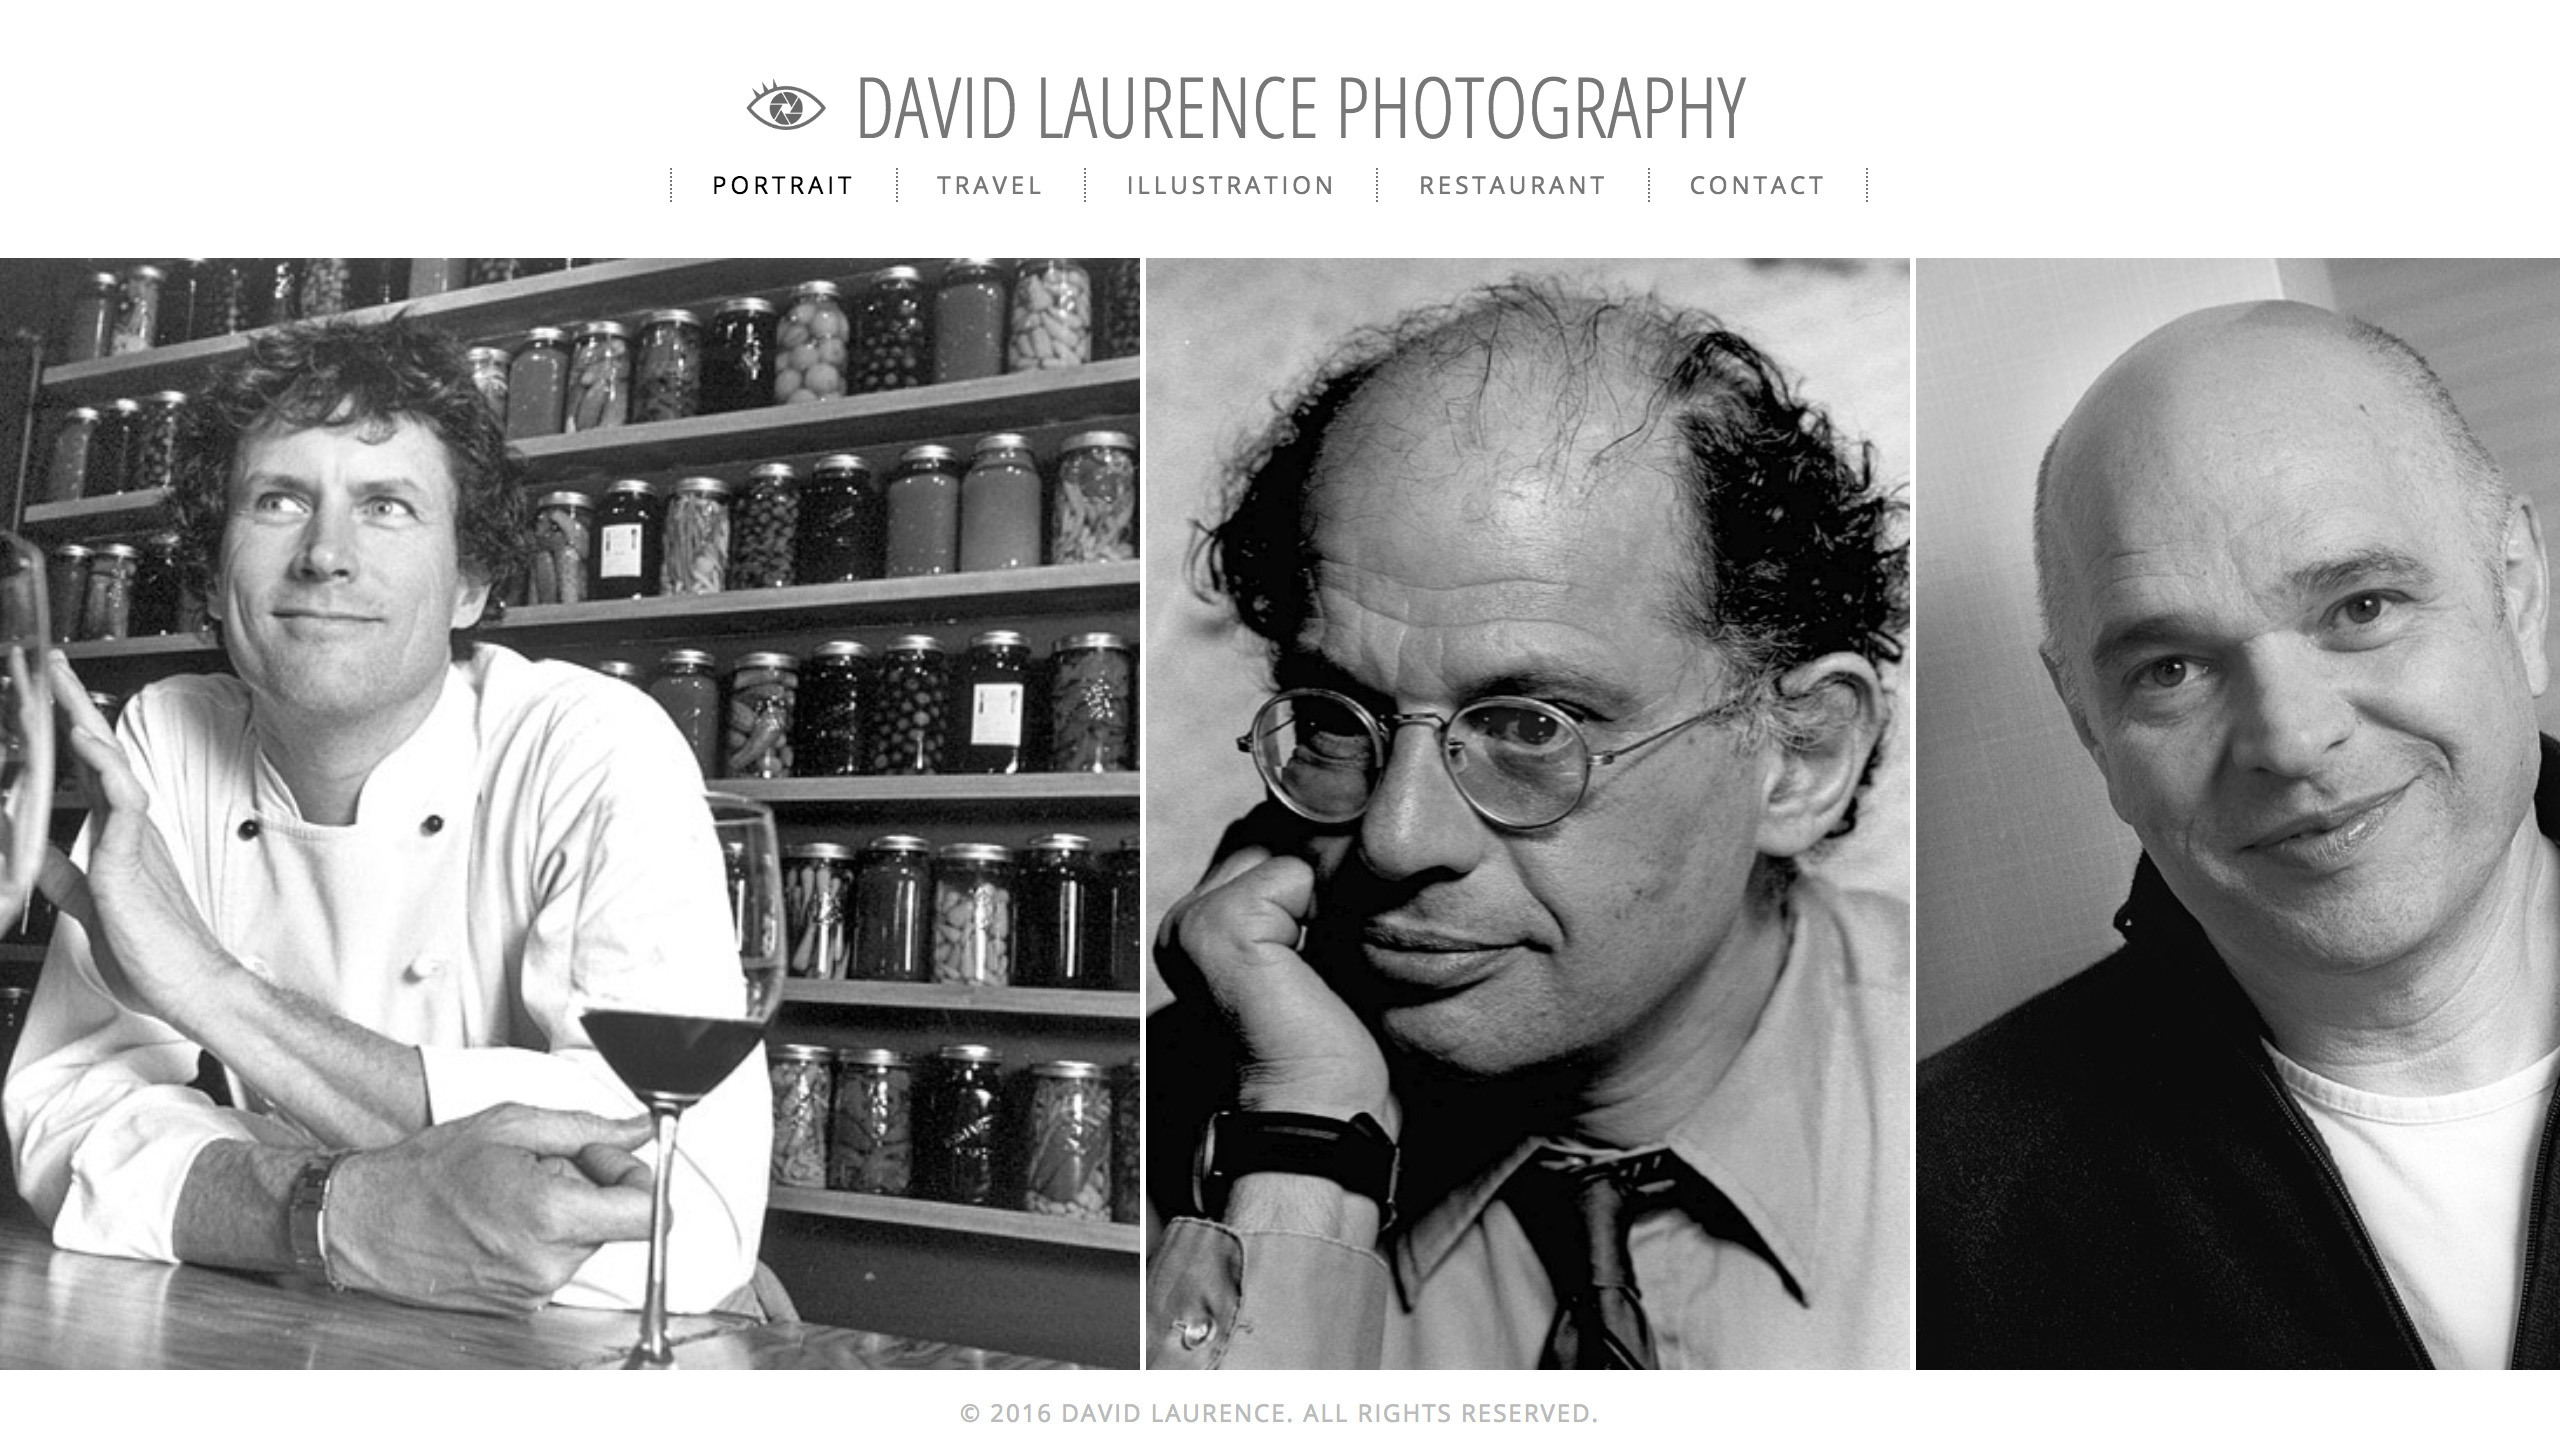 DAVID LAURENCE PHOTOGRAPHY
PORTRAIT TRAVEL ILLUSTRATION RESTAURANT CONTACT
© 2016 DAVID LAURENCE. ALL RIGHTS RESERVED.